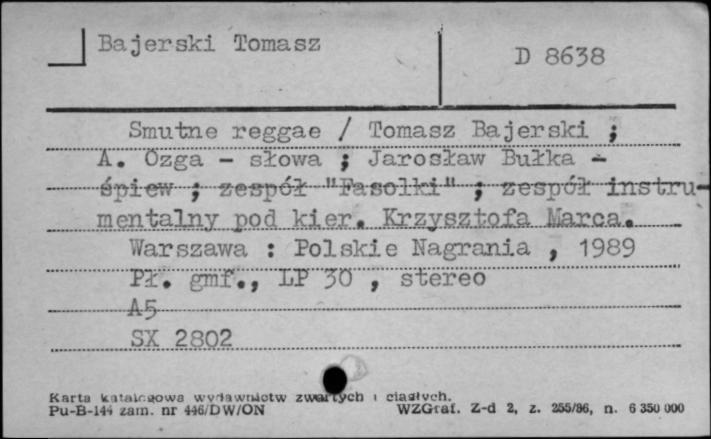 Bajerski Tomasz
D 8638
Smutne reggae / Tomasz Bajerski ;
A. Ozga - słowa ; Jarosław Bułka -
śpiew ; zespół "Fasolki" ; zespół instru-
mentalny pod kier. Krzysztofa Marca.
Warszawa : Polskie Nagrania , 1989
Pł. gmf., LP 30 , stereo
A5
SX 2802
Karta katalogowa wydawnictw zwartych i ciągłych.
Pu-B-144 zam. nr 446/DW/ON
WZGraf. Z-d 2, z. 255/86, n. 6 350 000